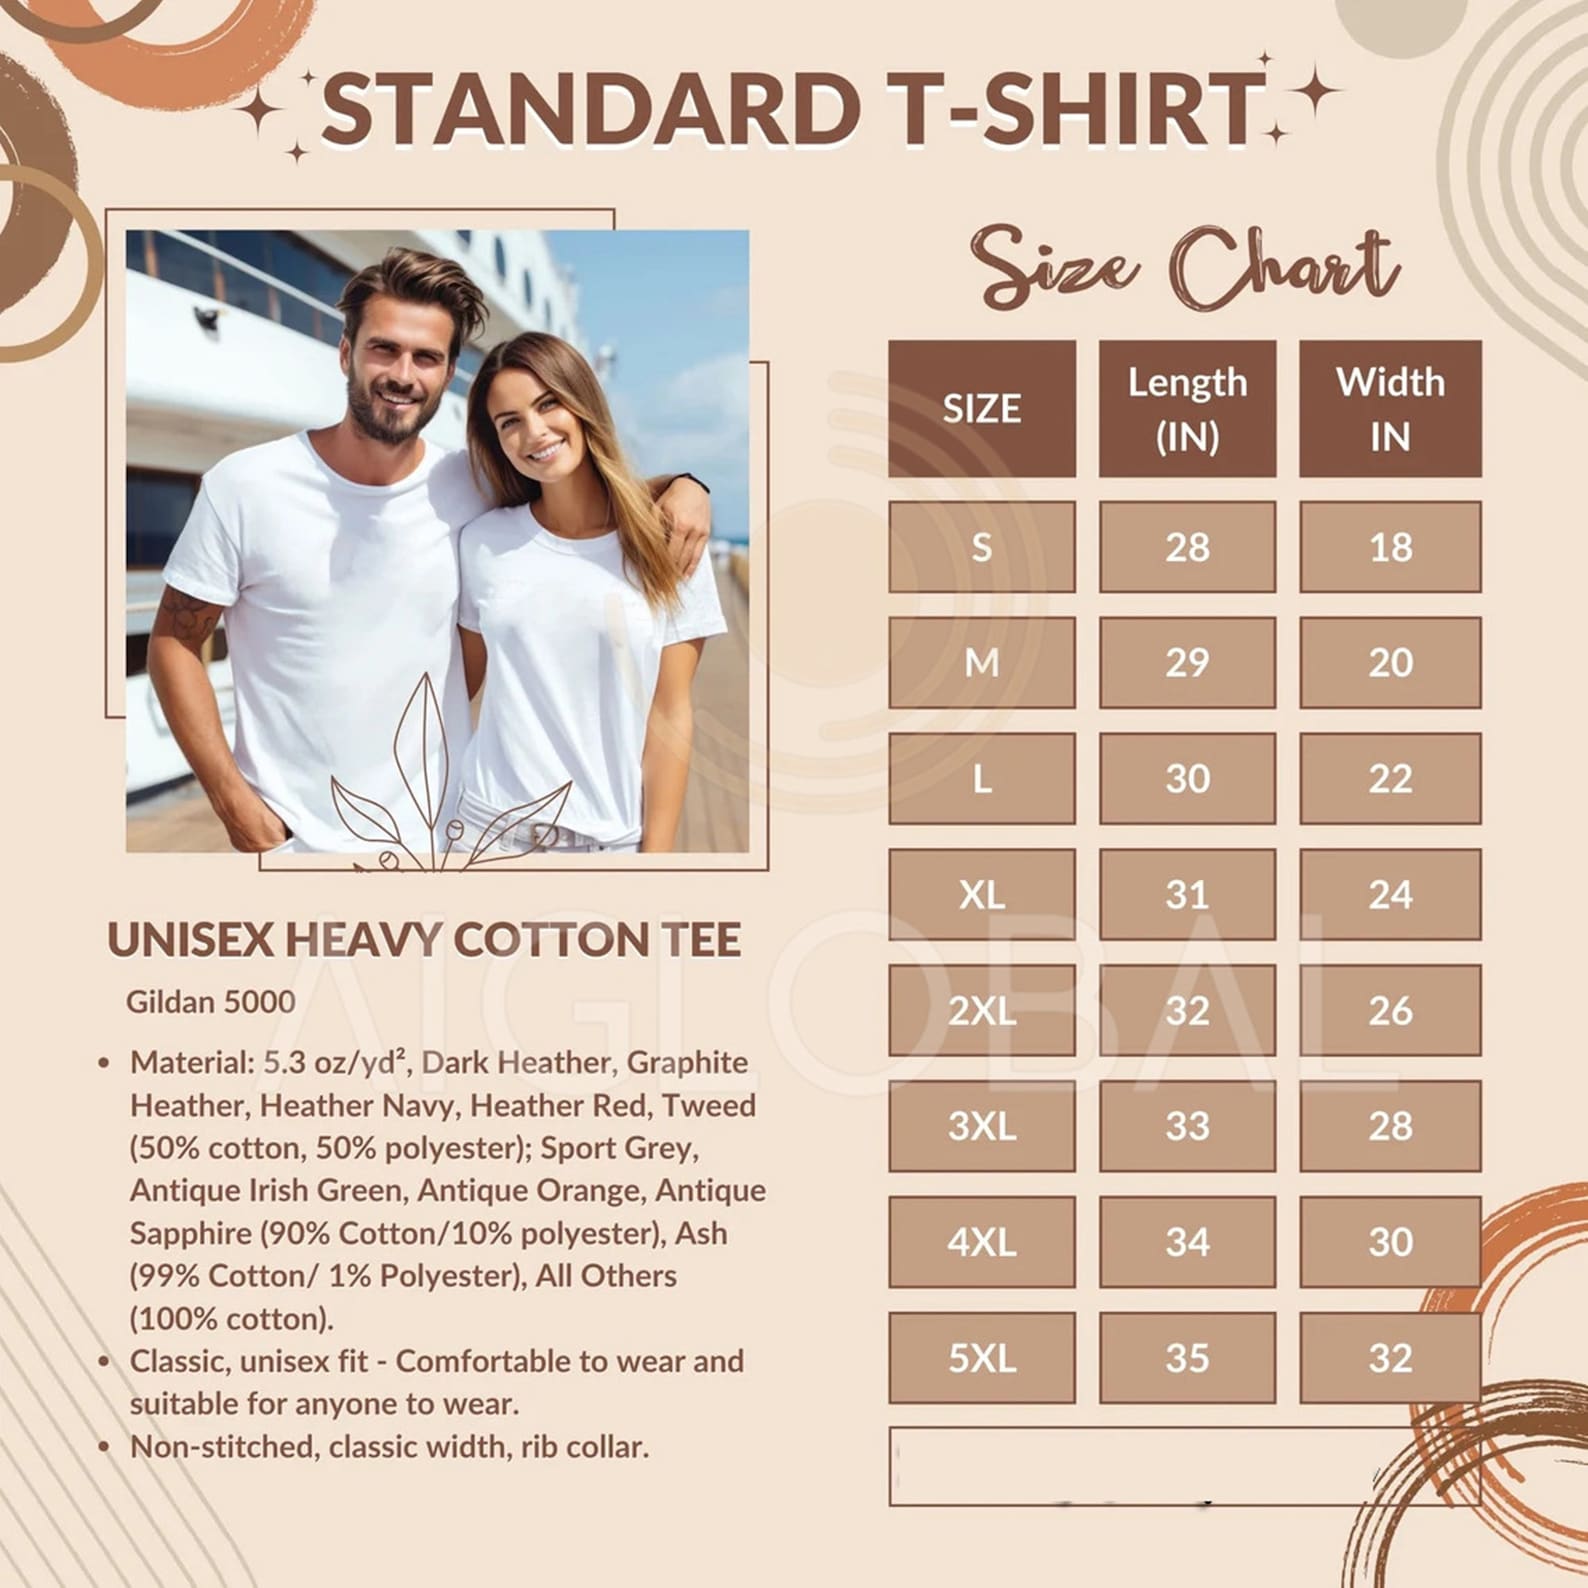 STANDARD T-SHIRT
Size Chart
SIZE Length (IN) Width IN
S 28 18
M 29 20
L 30 22
XL 31 24
2XL 32 26
3XL 33 28
4XL 34 30
5XL 35 32
UNISEX HEAVY COTTON TEE
Gildan 5000
• Material: 5.3 oz/yd², Dark Heather, Graphite
Heather, Heather Navy, Heather Red, Tweed
(50% cotton, 50% polyester); Sport Grey,
Antique Irish Green, Antique Orange, Antique
Sapphire (90% Cotton/10% polyester), Ash
(99% Cotton/ 1% Polyester), All Others
(100% cotton).
• Classic, unisex fit - Comfortable to wear and
suitable for anyone to wear.
• Non-stitched, classic width, rib collar.
AIGLOBAL